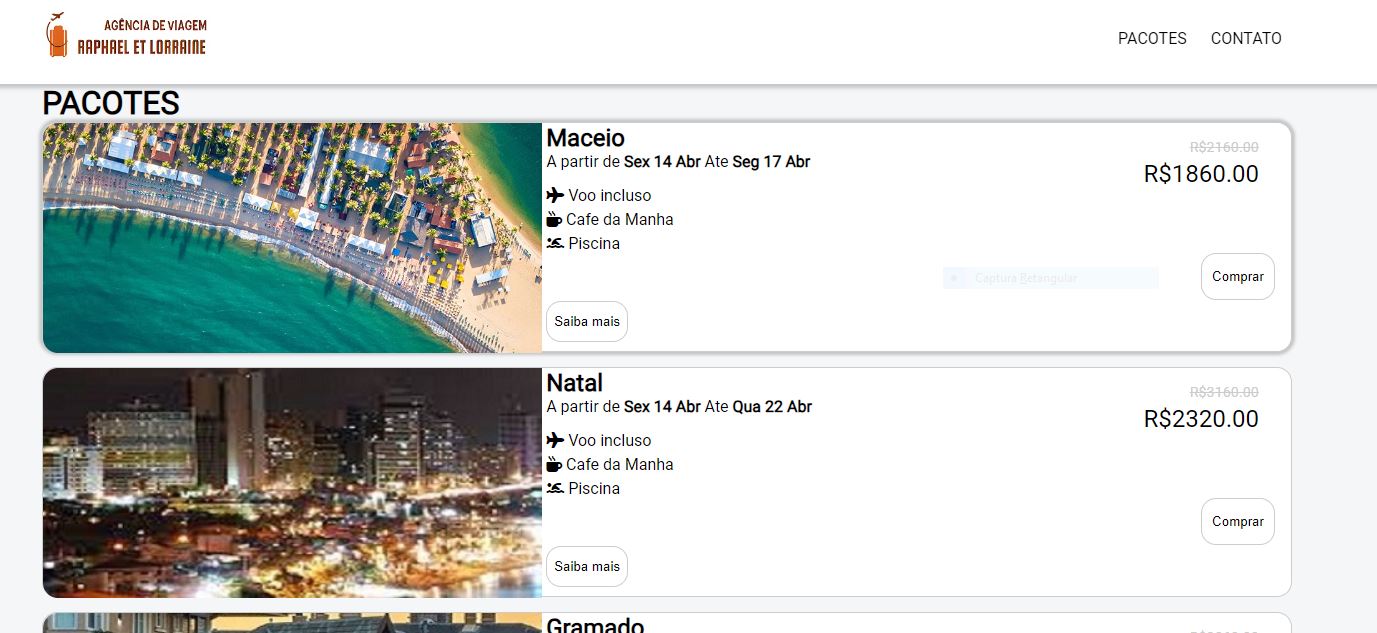 AGÊNCIA DE VIAGEM
RAPHAEL ET LORRAINE
PACOTES CONTATO
PACOTES
Maceio
A partir de Sex 14 Abr Ate Seg 17 Abr
Voo incluso
Cafe da Manha
Piscina
Saiba mais
R$2160.00
R$1860.00
Captura Retangular
Comprar
Natal
A partir de Sex 14 Abr Ate Qua 22 Abr
Voo incluso
Cafe da Manha
Piscina
Saiba mais
R$3160.00
R$2320.00
Comprar
Gramado